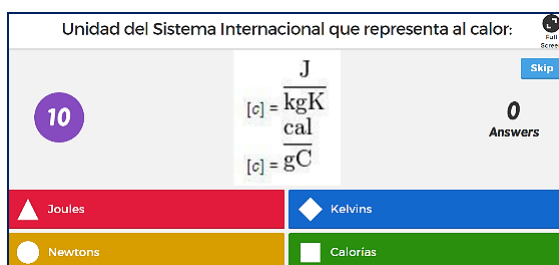 Unidad del Sistema Internacional que representa al calor:
Full
Screen
Skip
10
[c] = J
kgK
[c] = cal
gC
0
Answers
Joules
Kelvins
Newtons
Calorías